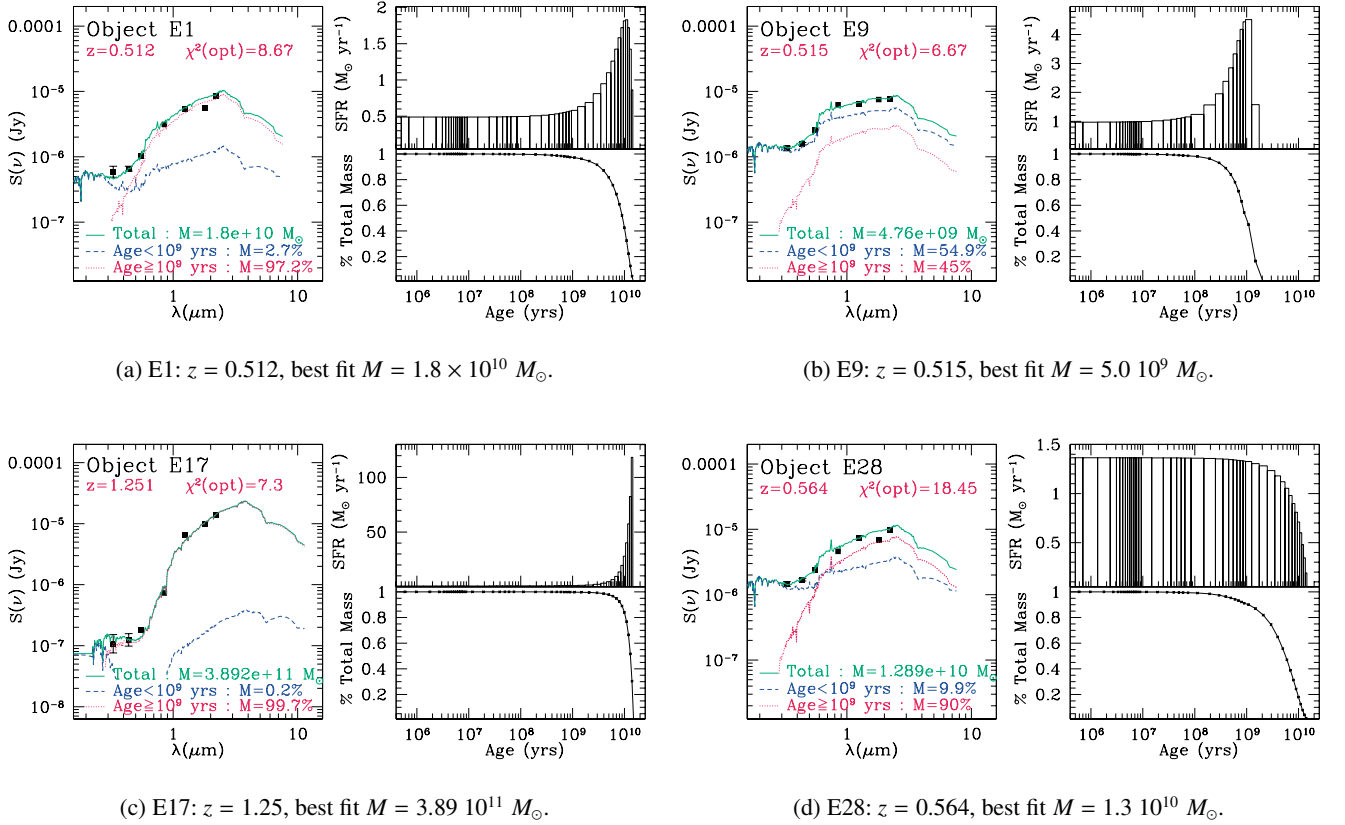 Object E1
z=0.512 χ²(opt)=8.67
0.0001
10⁻⁵
10⁻⁶
10⁻⁷
S(ν) (Jy)
Total : M=1.8e+10 M☉
Age<10⁹ yrs : M=2.7%
Age≥10⁹ yrs : M=97.2%
1 10
λ(μm)
2
1.5
1
0.5
SFR (M☉ yr⁻¹)
1
0.8
0.6
0.4
0.2
% Total Mass
10⁶ 10⁷ 10⁸ 10⁹ 10¹⁰
Age (yrs)
Object E9
z=0.515 χ²(opt)=6.67
0.0001
10⁻⁵
10⁻⁶
10⁻⁷
S(ν) (Jy)
Total : M=4.76e+09 M☉
Age<10⁹ yrs : M=54.9%
Age≥10⁹ yrs : M=45%
1 10
λ(μm)
4
3
2
1
SFR (M☉ yr⁻¹)
1
0.8
0.6
0.4
0.2
% Total Mass
10⁶ 10⁷ 10⁸ 10⁹ 10¹⁰
Age (yrs)
(a) E1: z = 0.512, best fit M = 1.8 × 10¹⁰ M☉.
(b) E9: z = 0.515, best fit M = 5.0 10⁹ M☉.
Object E17
z=1.251 χ²(opt)=7.3
0.0001
10⁻⁵
10⁻⁶
10⁻⁷
10⁻⁸
S(ν) (Jy)
Total : M=3.892e+11 M☉
Age<10⁹ yrs : M=0.2%
Age≥10⁹ yrs : M=99.7%
1 10
λ(μm)
100
50
SFR (M☉ yr⁻¹)
1
0.8
0.6
0.4
0.2
% Total Mass
10⁶ 10⁷ 10⁸ 10⁹ 10¹⁰
Age (yrs)
Object E28
z=0.564 χ²(opt)=18.45
0.0001
10⁻⁵
10⁻⁶
10⁻⁷
S(ν) (Jy)
Total : M=1.289e+10 M☉
Age<10⁹ yrs : M=9.9%
Age≥10⁹ yrs : M=90%
1 10
λ(μm)
1.5
1
0.5
SFR (M☉ yr⁻¹)
1
0.8
0.6
0.4
0.2
% Total Mass
10⁶ 10⁷ 10⁸ 10⁹ 10¹⁰
Age (yrs)
(c) E17: z = 1.25, best fit M = 3.89 10¹¹ M☉.
(d) E28: z = 0.564, best fit M = 1.3 10¹⁰ M☉.